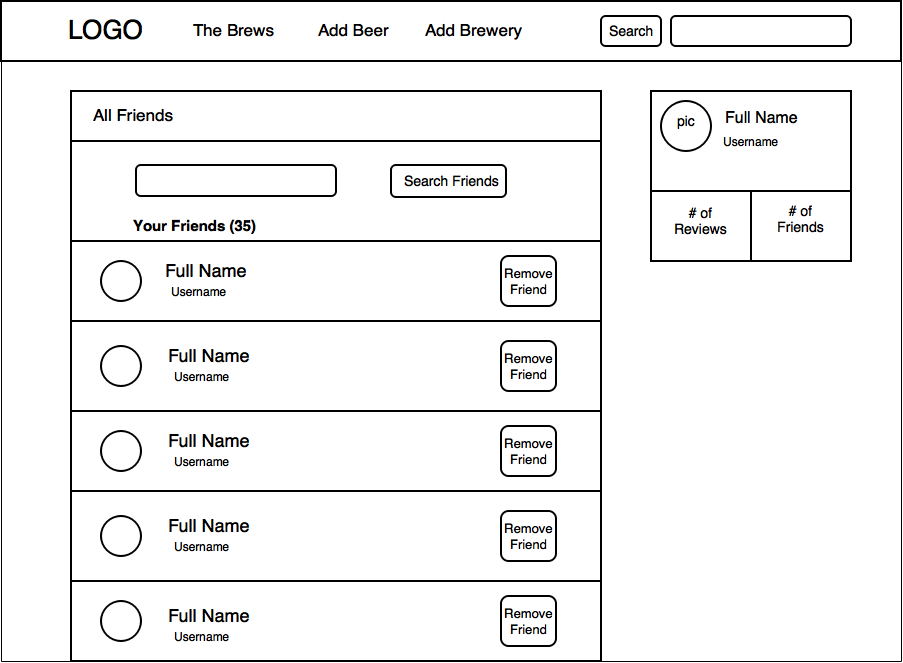 LOGO The Brews Add Beer Add Brewery Search
All Friends
Search Friends
Your Friends (35)
Full Name
Username
Remove
Friend
Full Name
Username
Remove
Friend
Full Name
Username
Remove
Friend
Full Name
Username
Remove
Friend
Full Name
Username
Remove
Friend
pic
Full Name
Username
# of
Reviews
# of
Friends